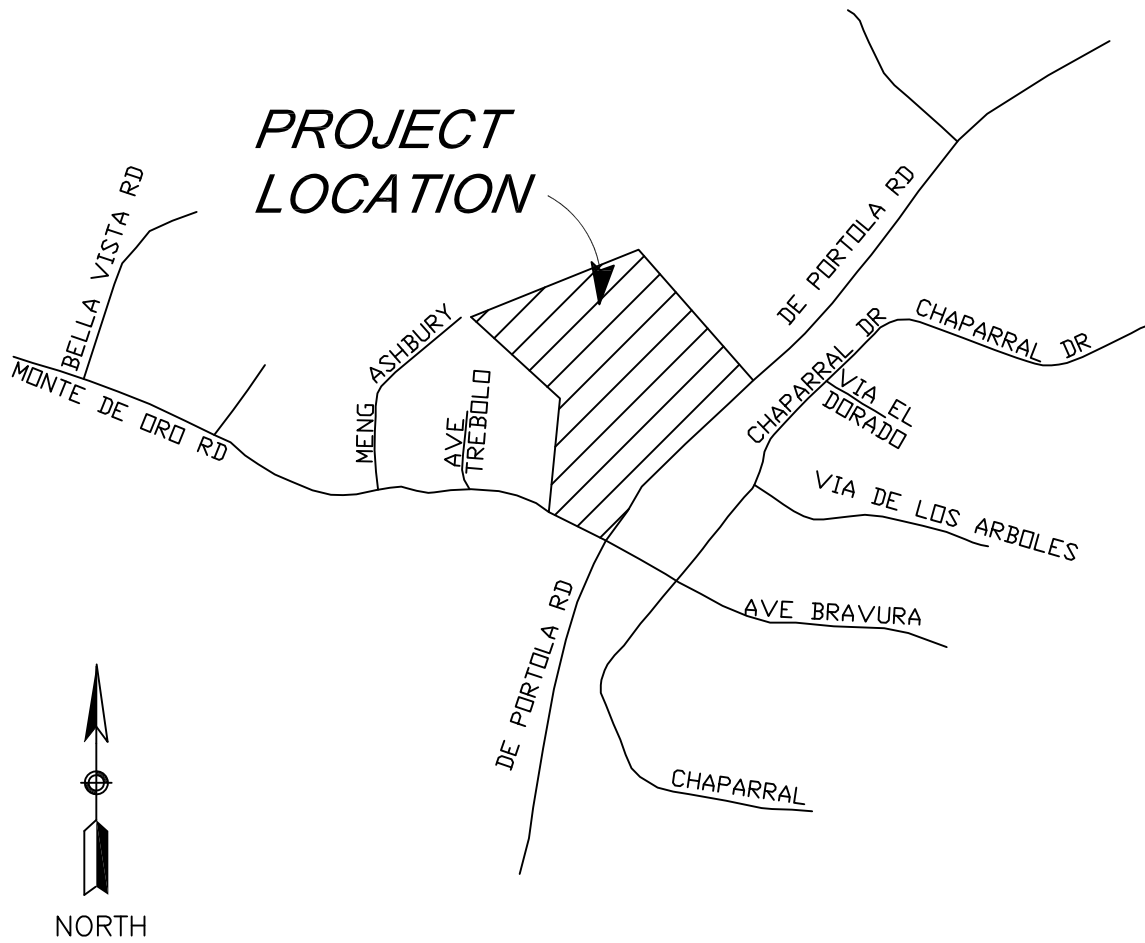 PROJECT
LOCATION
BELLA VISTA RD
MONTE DE ORO RD
MENG
ASHBURY
AVE
TREBOLO
DE PORTOLA RD
CHAPARRAL DR
CHAPARRAL DR
VIA EL
DORADO
VIA DE LOS ARBOLES
AVE BRAVURA
DE PORTOLA RD
CHAPARRAL
NORTH